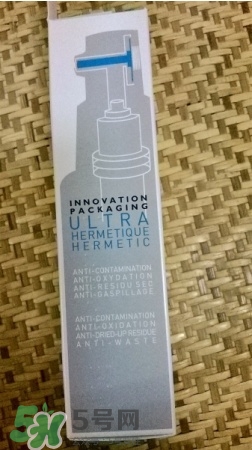 INNOVATION
PACKAGING
ULTRA
HERMETIQUE
HERMETIC
ANTI-CONTAMINATION
ANTI-OXYDATION
ANTI-RESIDU SEC
ANTI-GASPILLAGE
ANTI-CONTAMINATION
ANTI-OXIDATION
ANTI-DRIED-UP RESIDUE
ANTI-WASTE
5号网